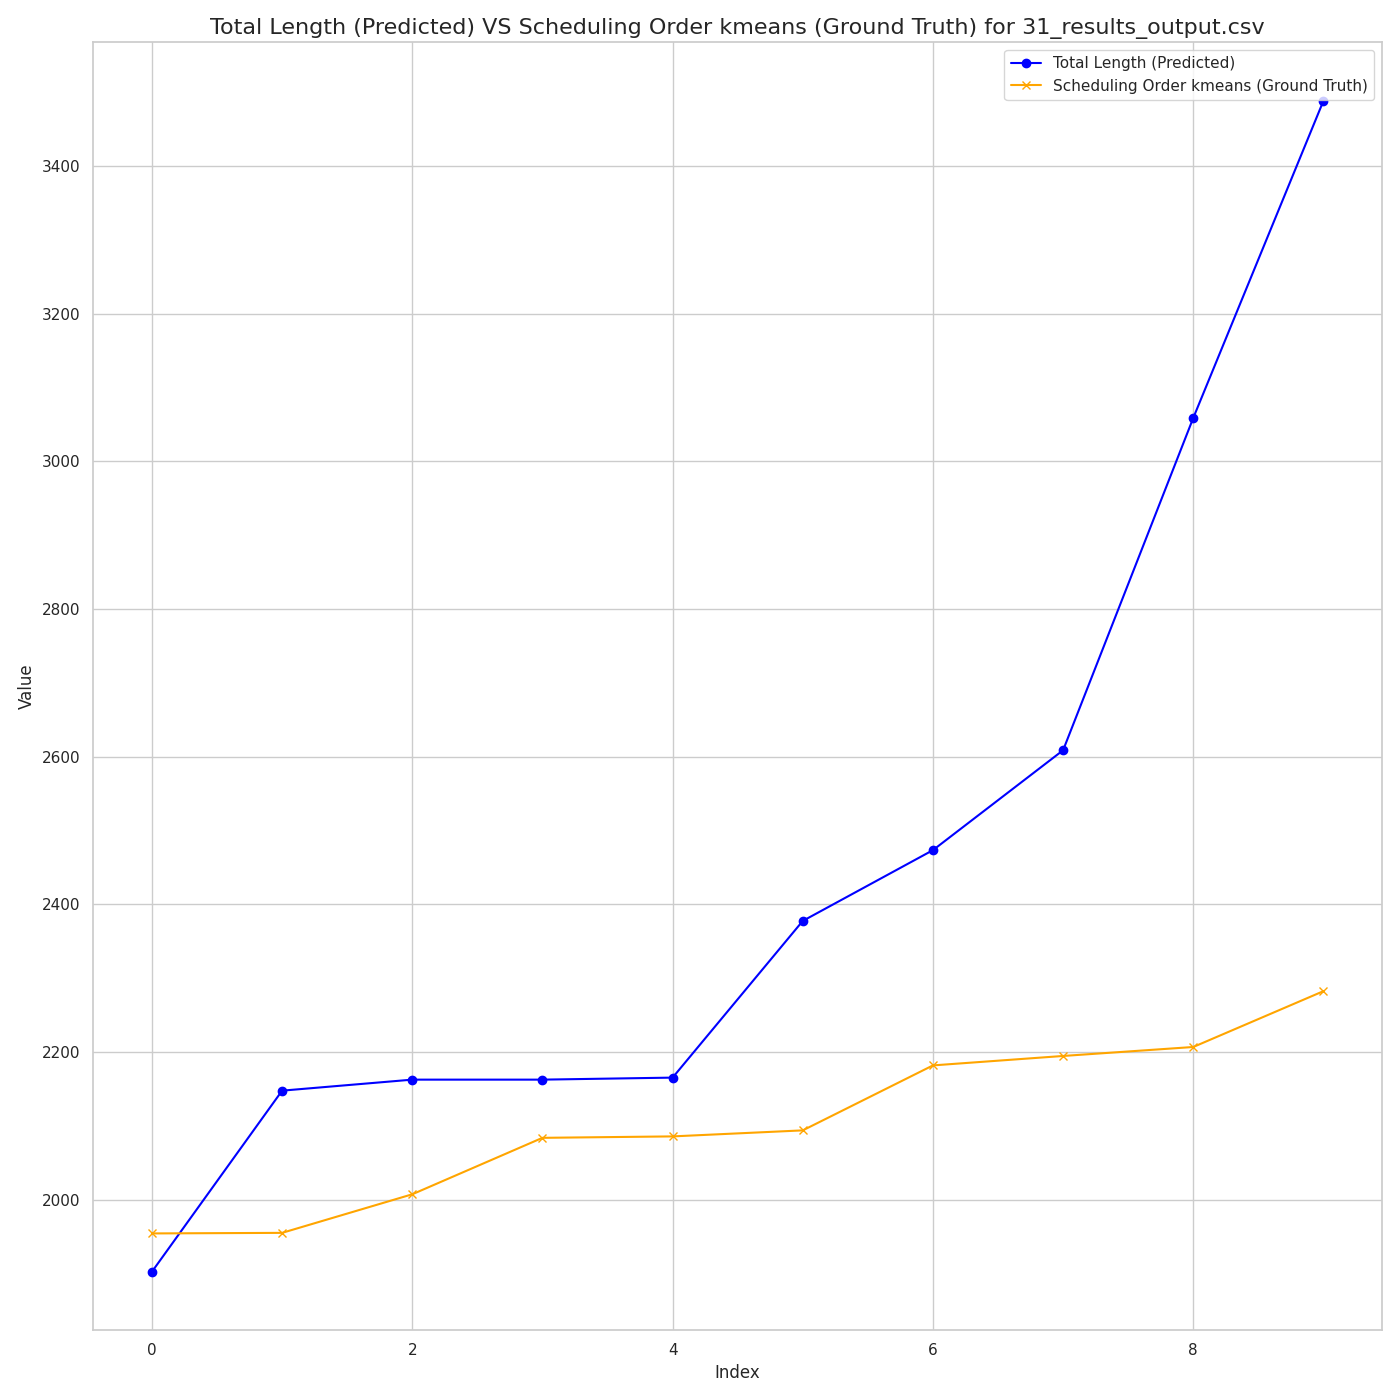 Total Length (Predicted) VS Scheduling Order kmeans (Ground Truth) for 31_results_output.csv
Total Length (Predicted)
Scheduling Order kmeans (Ground Truth)
3400
3200
3000
2800
2600
2400
2200
2000
Value
0 2 4 6 8
Index